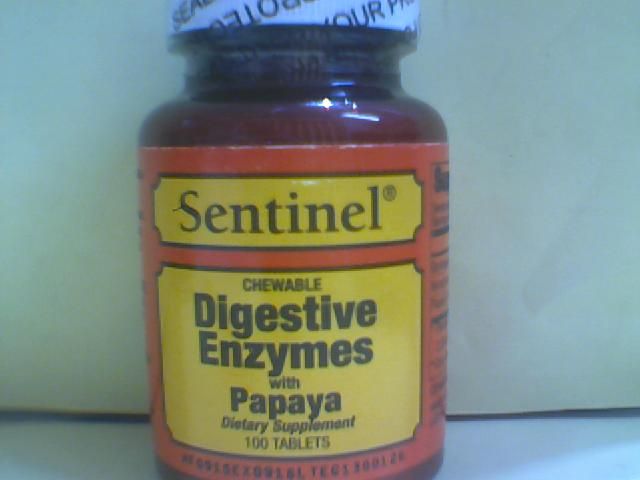 Sentinel®
CHEWABLE
Digestive
Enzymes
with
Papaya
Dietary Supplement
100 TABLETS